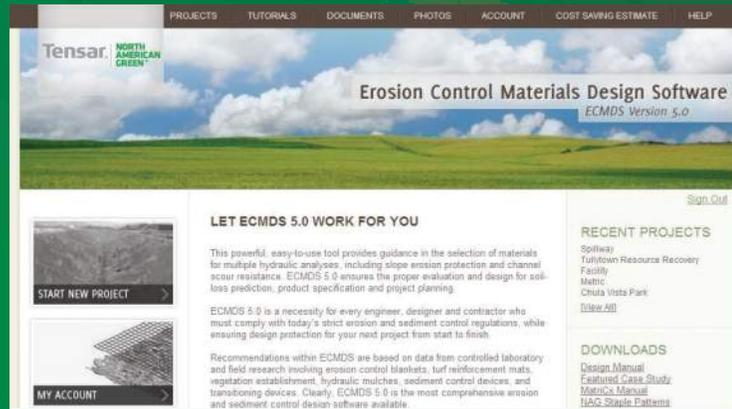 PROJECTS TUTORIALS DOCUMENTS PHOTOS ACCOUNT COST SAVING ESTIMATE HELP
Tensar. NORTH
AMERICAN
GREEN
Erosion Control Materials Design Software
ECMDS Version 5.0
Sign Out
START NEW PROJECT
MY ACCOUNT
LET ECMDS 5.0 WORK FOR YOU
This powerful, easy-to-use tool provides guidance in the selection of materials
for multiple hydraulic analyses, including slope erosion protection and channel
scour resistance. ECMDS 5.0 ensures the proper evaluation and design for soil-
loss prediction, product specification and project planning.
ECMDS 5.0 is a necessity for every engineer, designer and contractor who
must comply with today's strict erosion and sediment control regulations, while
ensuring design protection for your next project from start to finish.
Recommendations within ECMDS are based on data from controlled laboratory
and field research involving erosion control blankets, turf reinforcement mats,
vegetation establishment, hydraulic mulches, sediment control devices, and
transitioning devices. Clearly, ECMDS 5.0 is the most comprehensive erosion
and sediment control design software available.
RECENT PROJECTS
Spillway
Tullytown Resource Recovery
Facility
Metric
Chula Vista Park
[View All]
DOWNLOADS
Design Manual
Featured Case Study
MatriCx Manual
NAG Staple Patterns